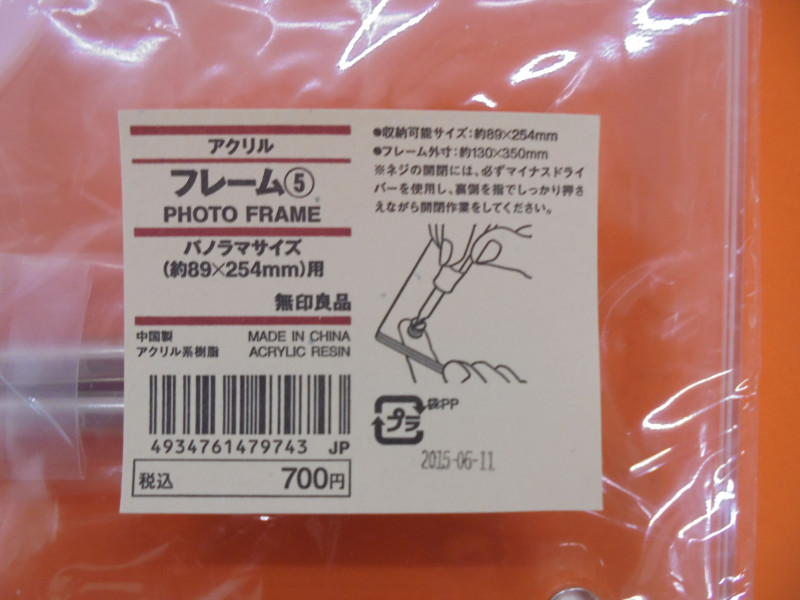 アクリル
フレーム⑤
PHOTO FRAME
パノラマサイズ
(約89×254mm)用
無印良品
中国製 MADE IN CHINA
アクリル系樹脂 ACRYLIC RESIN
4934761479743 JP
税込 700円
●収納可能サイズ:約89×254mm
●フレーム外寸:約130×350mm
※ネジの開閉には、必ずマイナスドライ
バーを使用し、裏側を指でしっかり押さ
えながら開閉作業をしてください。
プラ 袋:PP
2015-06-11